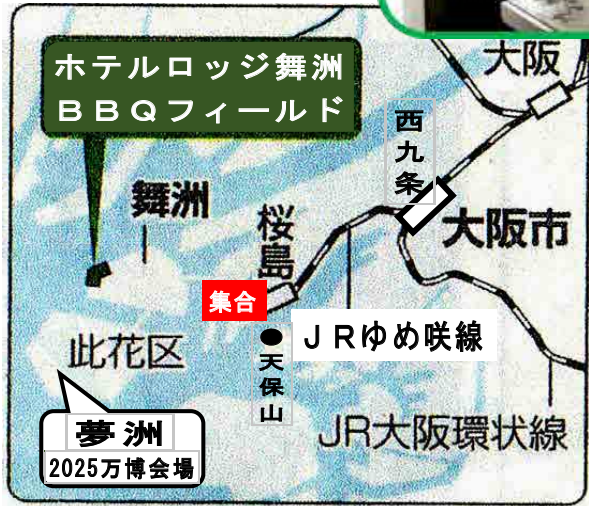 ホテルロッジ舞洲
ＢＢＱフィールド
大阪
西九条
舞洲
桜島
大阪市
集合
ＪＲゆめ咲線
此花区
●天保山
夢洲
2025万博会場
JR大阪環状線